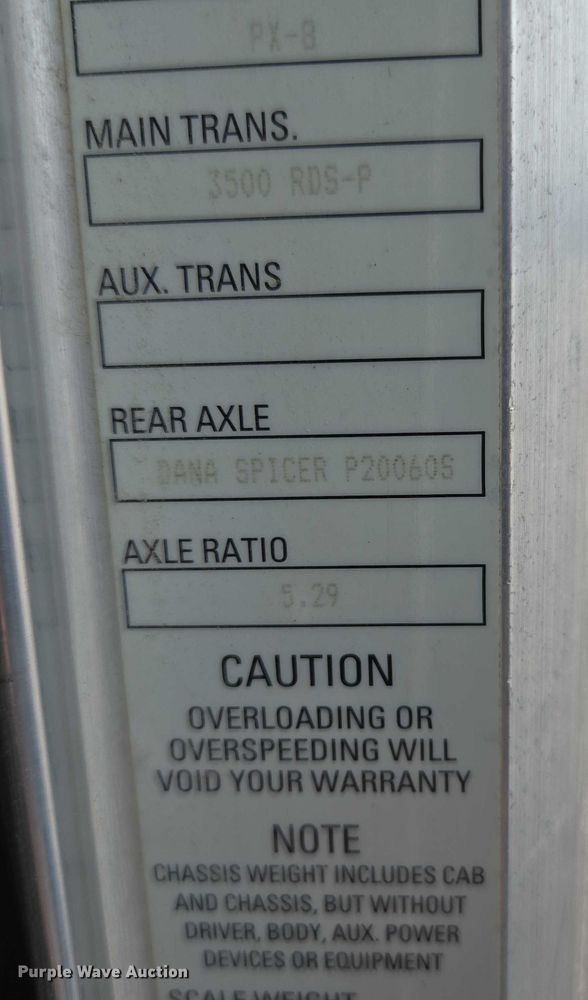 PX-8
MAIN TRANS.
3500 RDS-P
AUX. TRANS
REAR AXLE
DANA SPICER P20060S
AXLE RATIO
5.29
CAUTION
OVERLOADING OR
OVERSPEEDING WILL
VOID YOUR WARRANTY
NOTE
CHASSIS WEIGHT INCLUDES CAB
AND CHASSIS, BUT WITHOUT
DRIVER, BODY, AUX. POWER
DEVICES OR EQUIPMENT
SCALE WEIGHT
Purple Wave Auction